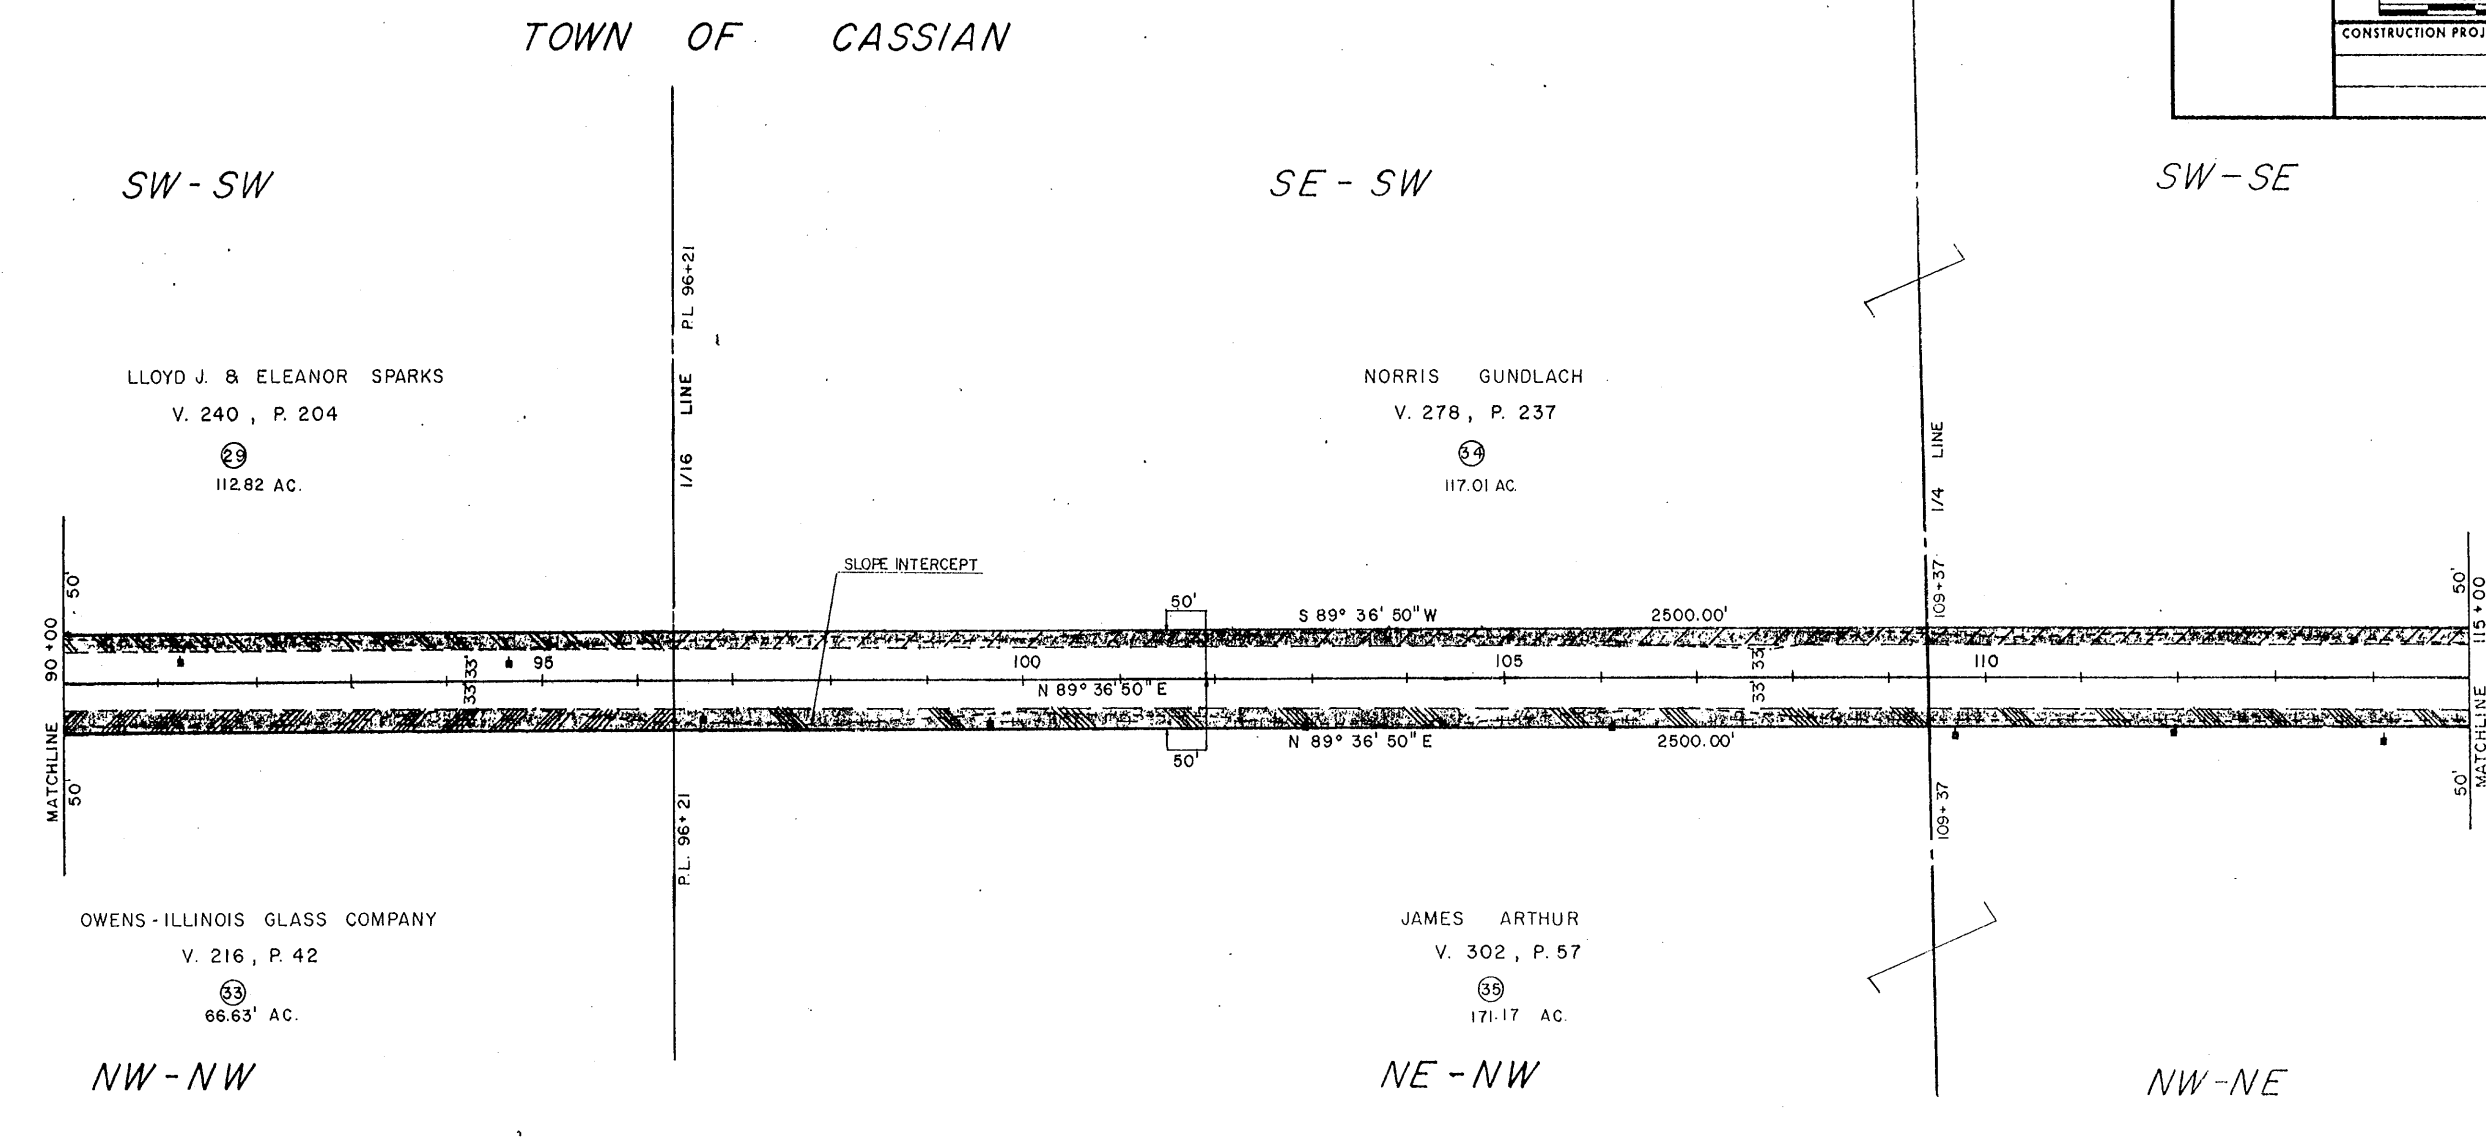 TOWN OF CASSIAN
CONSTRUCTION PROJ
SW - SW
SE - SW
SW - SE
P.L 96+21
1/16 LINE
LLOYD J. & ELEANOR SPARKS
V. 240 , P. 204
29
112.82 AC.
NORRIS GUNDLACH
V. 278 , P. 237
34
117.01 AC.
1/4 LINE
109+37
SLOPE INTERCEPT
50'
50'
50'
S 89° 36' 50" W 2500.00'
90 +00
115 +00
33' 33'
95
100
105
33' 33'
110
N 89° 36' 50" E
N 89° 36' 50" E 2500.00'
50'
50'
50'
MATCHLINE
MATCHLINE
P.L. 96+21
109+37
OWENS - ILLINOIS GLASS COMPANY
V. 216 , P. 42
33
66.63' AC.
JAMES ARTHUR
V. 302 , P. 57
35
171.17 AC.
NW - NW
NE - NW
NW - NE